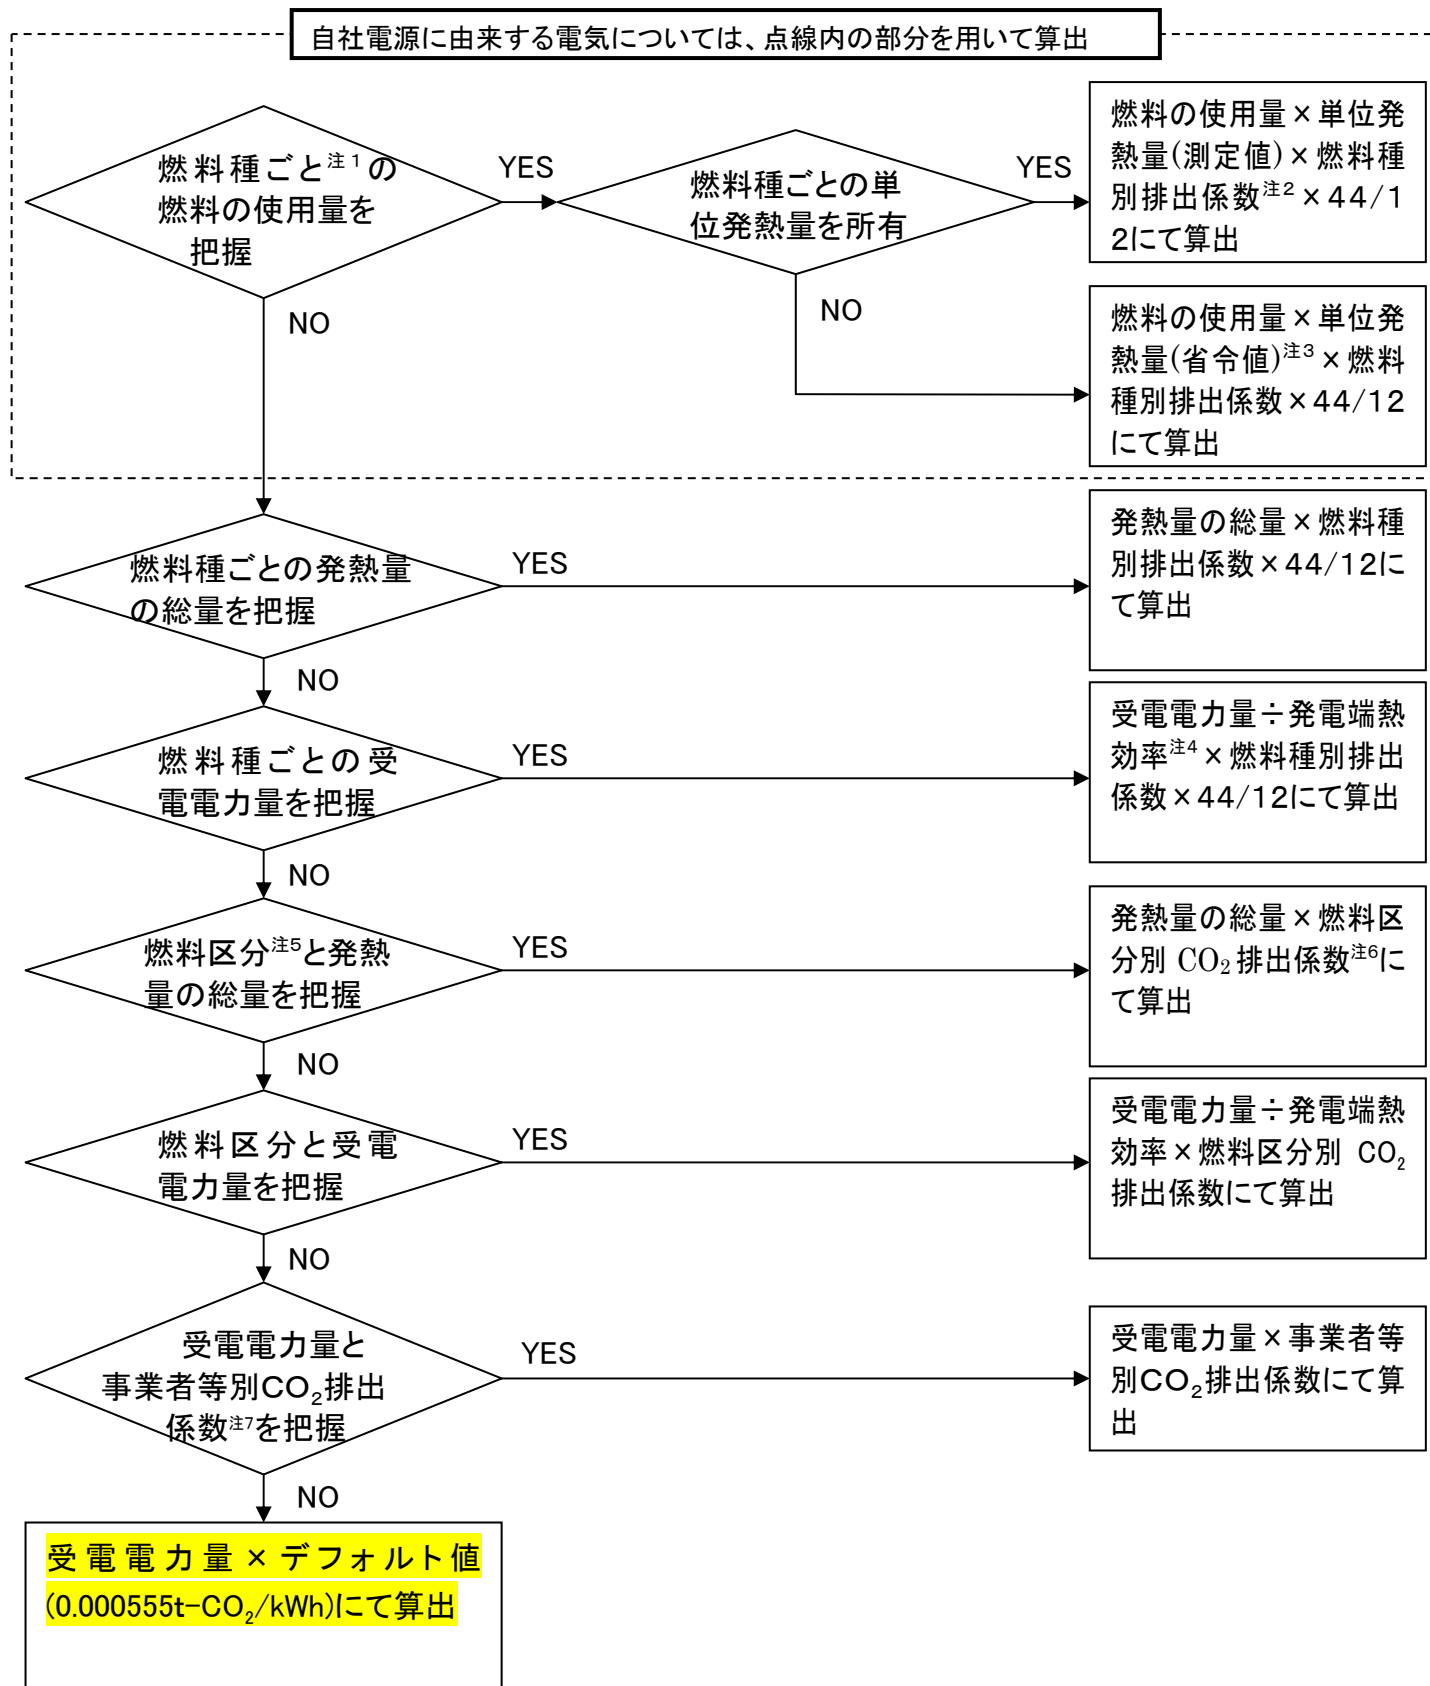 自社電源に由来する電気については、点線内の部分を用いて算出
燃料種ごと注1の
燃料の使用量を
把握
YES
燃料種ごとの単
位発熱量を所有
YES
燃料の使用量×単位発
熱量(測定値)×燃料種
別排出係数注2×44/1
2にて算出
NO
NO
燃料の使用量×単位発
熱量(省令値)注3×燃料
種別排出係数×44/12
にて算出
燃料種ごとの発熱量
の総量を把握
YES
発熱量の総量×燃料種
別排出係数×44/12に
て算出
NO
燃料種ごとの受
電電力量を把握
YES
受電電力量÷発電端熱
効率注4×燃料種別排出
係数×44/12にて算出
NO
燃料区分注5と発熱
量の総量を把握
YES
発熱量の総量×燃料区
分別 CO₂排出係数注6に
て算出
NO
燃料区分と受電
電力量を把握
YES
受電電力量÷発電端熱
効率×燃料区分別 CO₂
排出係数にて算出
NO
受電電力量と
事業者等別CO₂排出
係数注7を把握
YES
受電電力量×事業者等
別CO₂排出係数にて算
出
NO
受電電力量×デフォルト値
(0.000555t-CO₂/kWh)にて算出